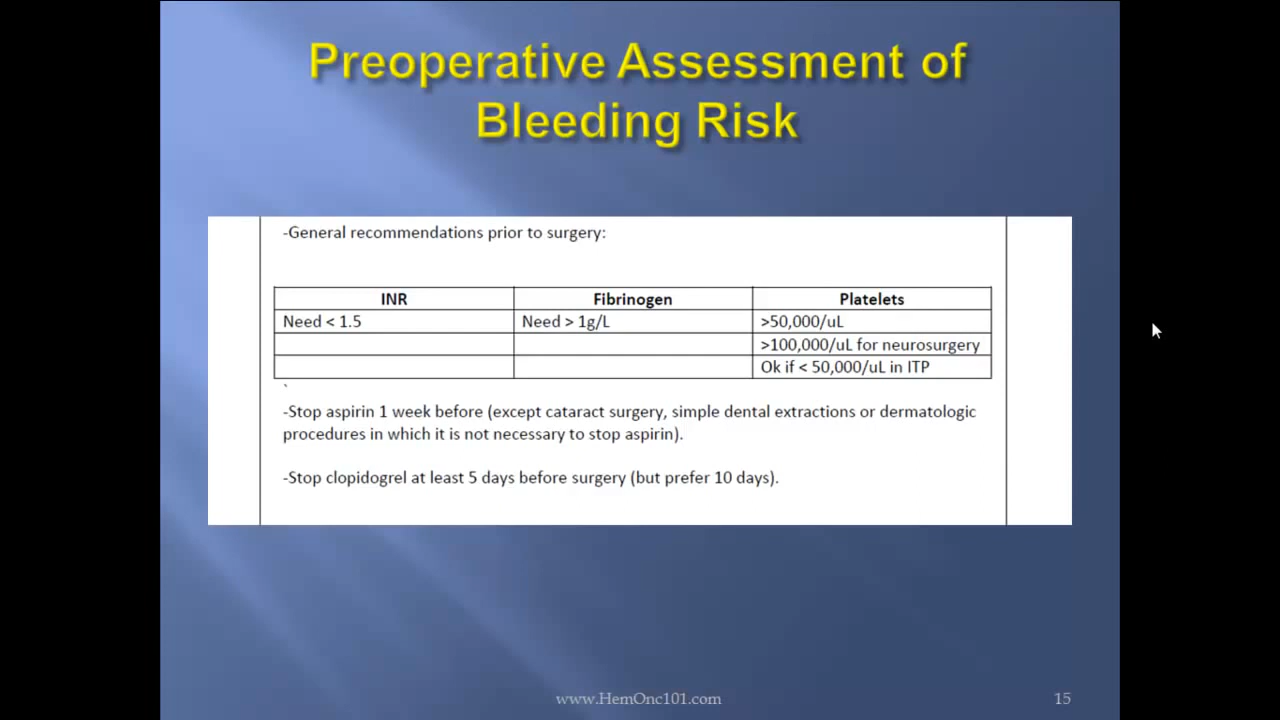 Preoperative Assessment of
Bleeding Risk
-General recommendations prior to surgery:
INR Fibrinogen Platelets
Need < 1.5 Need > 1g/L >50,000/uL
>100,000/uL for neurosurgery
Ok if < 50,000/uL in ITP
`
-Stop aspirin 1 week before (except cataract surgery, simple dental extractions or dermatologic
procedures in which it is not necessary to stop aspirin).
-Stop clopidogrel at least 5 days before surgery (but prefer 10 days).
www.HemOnc101.com 15